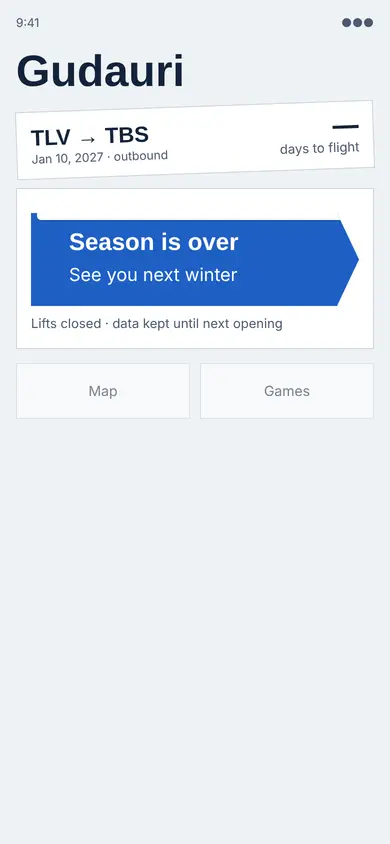 9:41
Gudauri
TLV → TBS
Jan 10, 2027 · outbound
—
days to flight
Season is over
See you next winter
Lifts closed · data kept until next opening
Map
Games